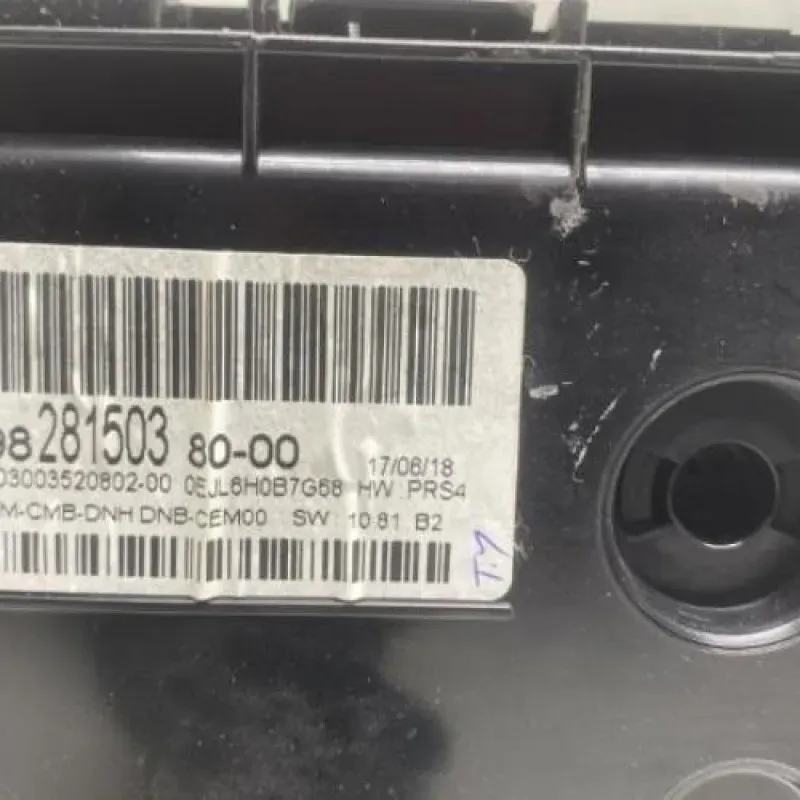 98 281503 80-00
17/06/18
03003520802-00 0EJL6H0B7G68 HW PRS4
M-CMB-DNH DNB-CEM00 SW 10.81 B2
T.Y